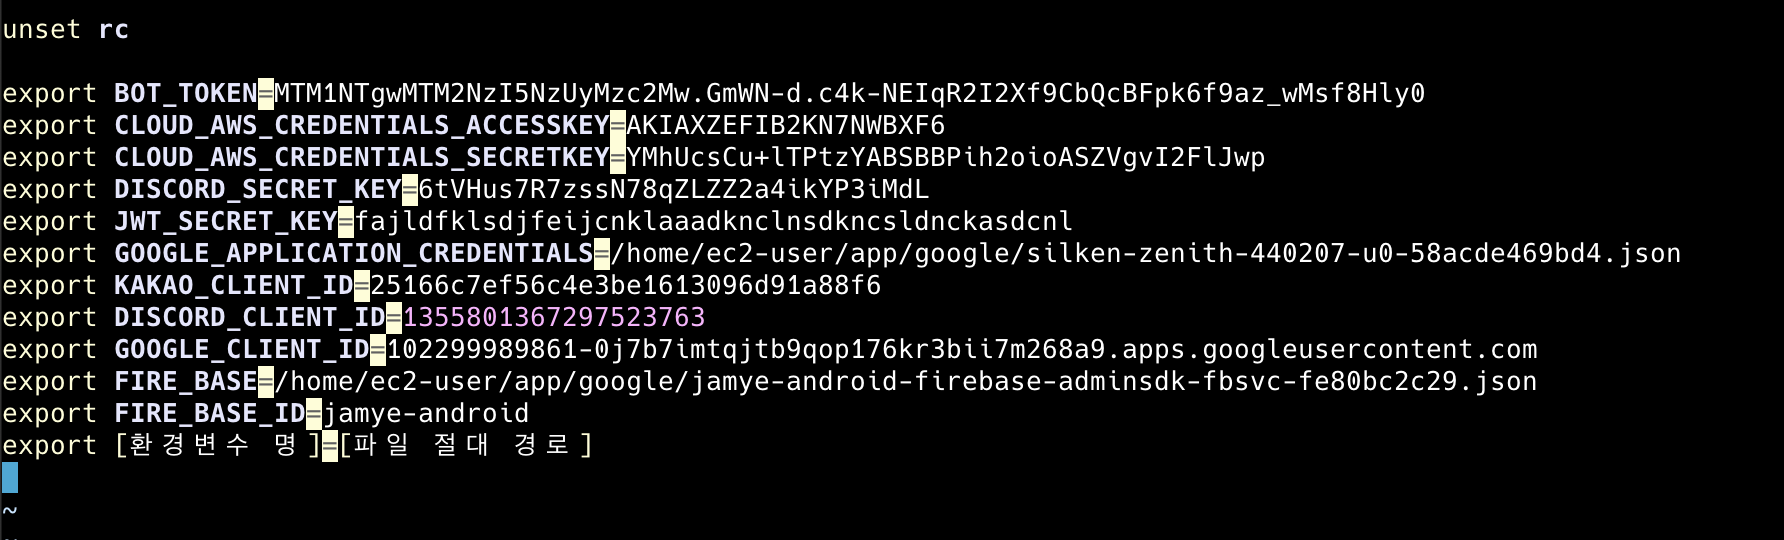 unset rc
export BOT_TOKEN=MTM1NTgwMTM2NzI5NzUyMzc2Mw.GmWN-d.c4k-NEIqR2I2Xf9CbQcBFpk6f9az_wMsf8Hly0
export CLOUD_AWS_CREDENTIALS_ACCESSKEY=AKIAXZEFIB2KN7NWBXF6
export CLOUD_AWS_CREDENTIALS_SECRETKEY=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
export DISCORD_SECRET_KEY=6tVHus7R7zssN78qZLZZ2a4ikYP3iMdL
export JWT_SECRET_KEY=fajldfklsdjfeijcnklaaadknclnsdkncsldnckasdcnl
export GOOGLE_APPLICATION_CREDENTIALS=/home/ec2-user/app/google/silken-zenith-440207-u0-58acde469bd4.json
export KAKAO_CLIENT_ID=25166c7ef56c4e3be1613096d91a88f6
export DISCORD_CLIENT_ID=1355801367297523763
export GOOGLE_CLIENT_ID=102299989861-0j7b7imtqjtb9qop176kr3bii7m268a9.apps.googleusercontent.com
export FIRE_BASE=/home/ec2-user/app/google/jamye-android-firebase-adminsdk-fbsvc-fe80bc2c29.json
export FIRE_BASE_ID=jamye-android
export [환경변수 명]=[파일 절대 경로]
~